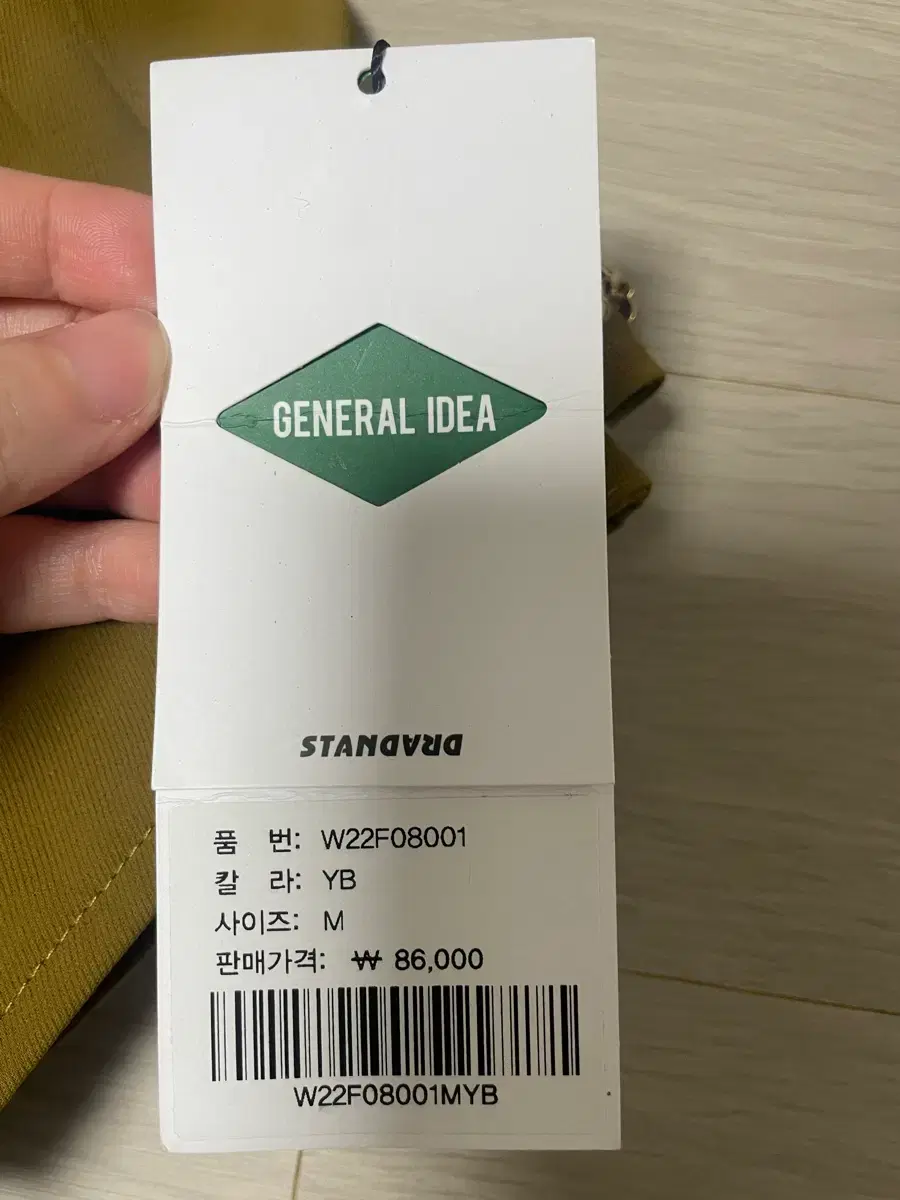 GENERAL IDEA
STANDARD
품 번: W22F08001
칼 라: YB
사이즈: M
판매가격: ₩ 86,000
W22F08001MYB